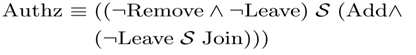 Authz ≡ ((¬Remove ∧ ¬Leave) 𝒮 (Add∧
(¬Leave 𝒮 Join)))